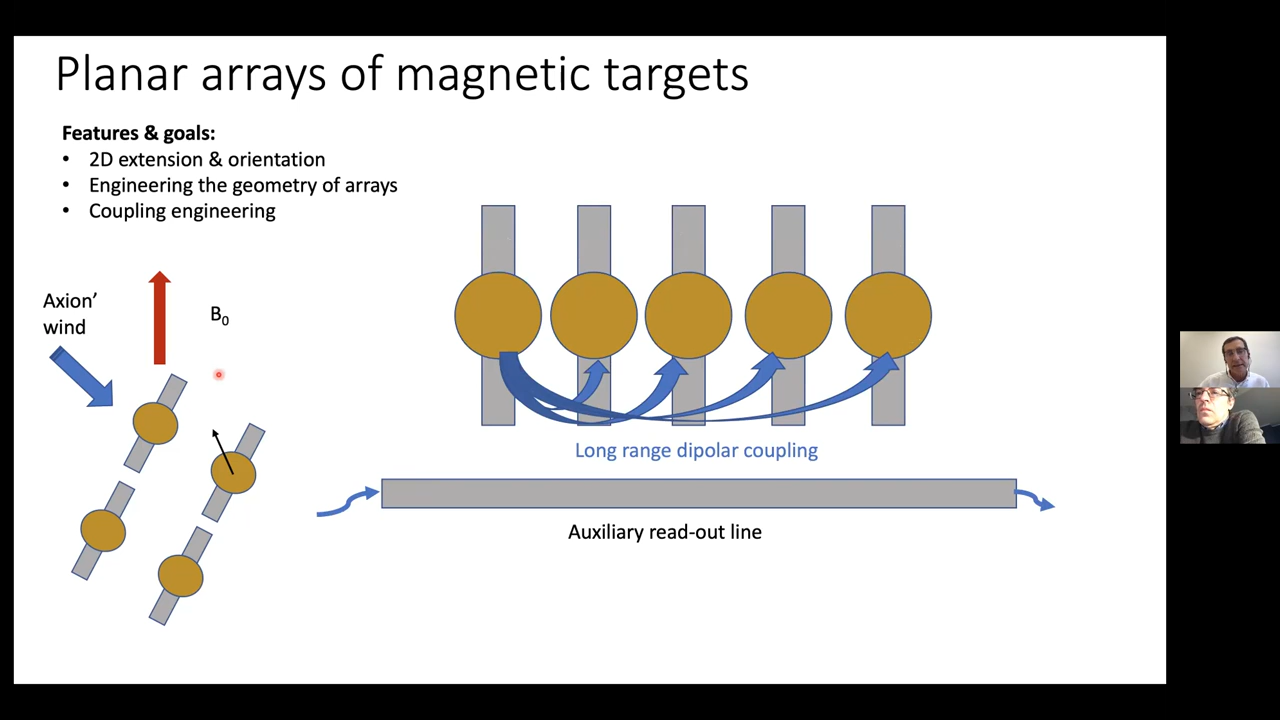 Planar arrays of magnetic targets
Features & goals:
• 2D extension & orientation
• Engineering the geometry of arrays
• Coupling engineering
Axion’
wind
B₀
Long range dipolar coupling
Auxiliary read-out line